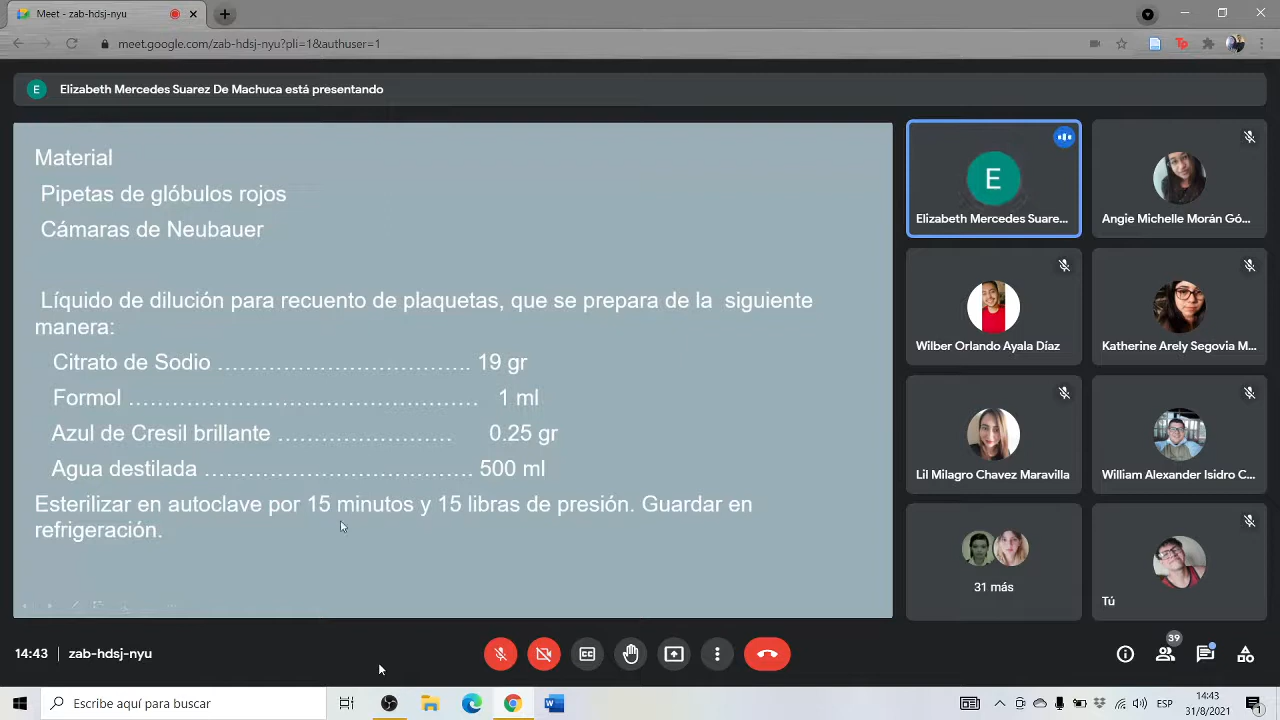 Meet - zab-hdsj-nyu
meet.google.com/zab-hdsj-nyu?pli=1&authuser=1
E Elizabeth Mercedes Suarez De Machuca está presentando
Material
Pipetas de glóbulos rojos
Cámaras de Neubauer
Líquido de dilución para recuento de plaquetas, que se prepara de la siguiente
manera:
Citrato de Sodio ……………………………….. 19 gr
Formol ………………………………………… 1 ml
Azul de Cresil brillante …………………… 0.25 gr
Agua destilada ………………………………. 500 ml
Esterilizar en autoclave por 15 minutos y 15 libras de presión. Guardar en
refrigeración.
E
Elizabeth Mercedes Suare...
Angie Michelle Morán Gó...
Wilber Orlando Ayala Díaz
Katherine Arely Segovia M...
Lil Milagro Chavez Maravilla
William Alexander Isidro C...
31 más
Tú
14:43 | zab-hdsj-nyu
39
Escribe aquí para buscar
ESP
14:43
31/8/2021
1